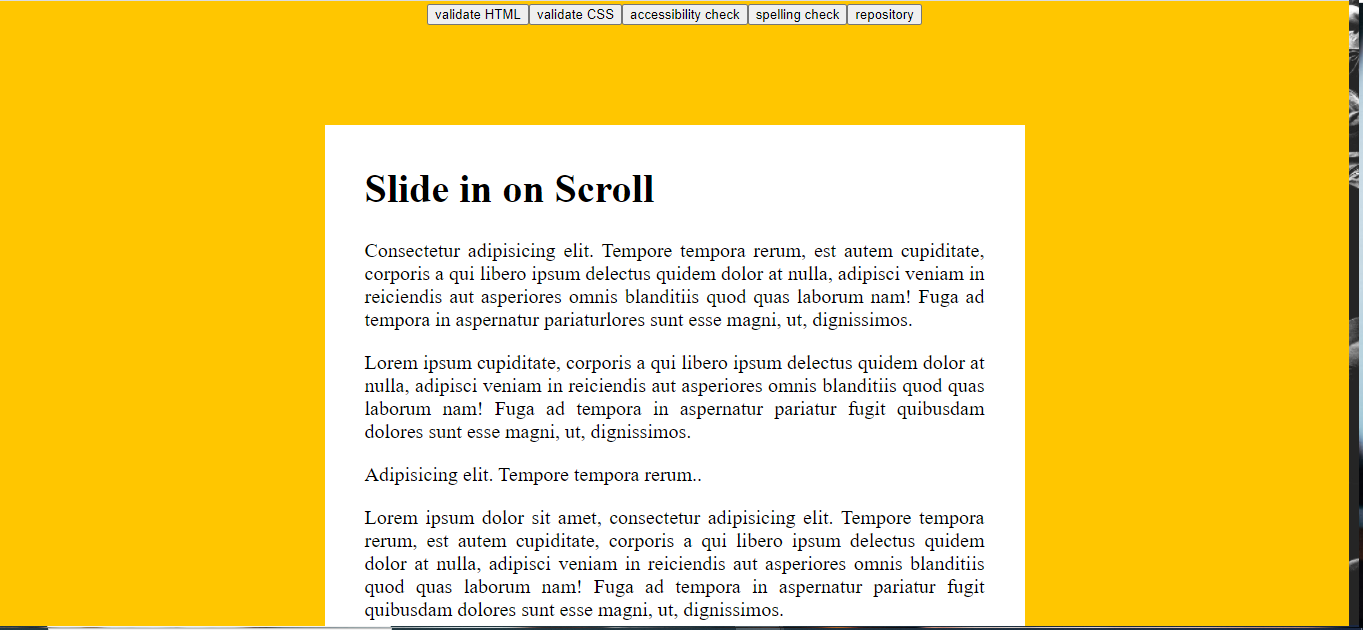 validate HTML validate CSS accessibility check spelling check repository
Slide in on Scroll
Consectetur adipisicing elit. Tempore tempora rerum, est autem cupiditate,
corporis a qui libero ipsum delectus quidem dolor at nulla, adipisci veniam in
reiciendis aut asperiores omnis blanditiis quod quas laborum nam! Fuga ad
tempora in aspernatur pariaturlores sunt esse magni, ut, dignissimos.
Lorem ipsum cupiditate, corporis a qui libero ipsum delectus quidem dolor at
nulla, adipisci veniam in reiciendis aut asperiores omnis blanditiis quod quas
laborum nam! Fuga ad tempora in aspernatur pariatur fugit quibusdam
dolores sunt esse magni, ut, dignissimos.
Adipisicing elit. Tempore tempora rerum..
Lorem ipsum dolor sit amet, consectetur adipisicing elit. Tempore tempora
rerum, est autem cupiditate, corporis a qui libero ipsum delectus quidem
dolor at nulla, adipisci veniam in reiciendis aut asperiores omnis blanditiis
quod quas laborum nam! Fuga ad tempora in aspernatur pariatur fugit
quibusdam dolores sunt esse magni, ut, dignissimos.